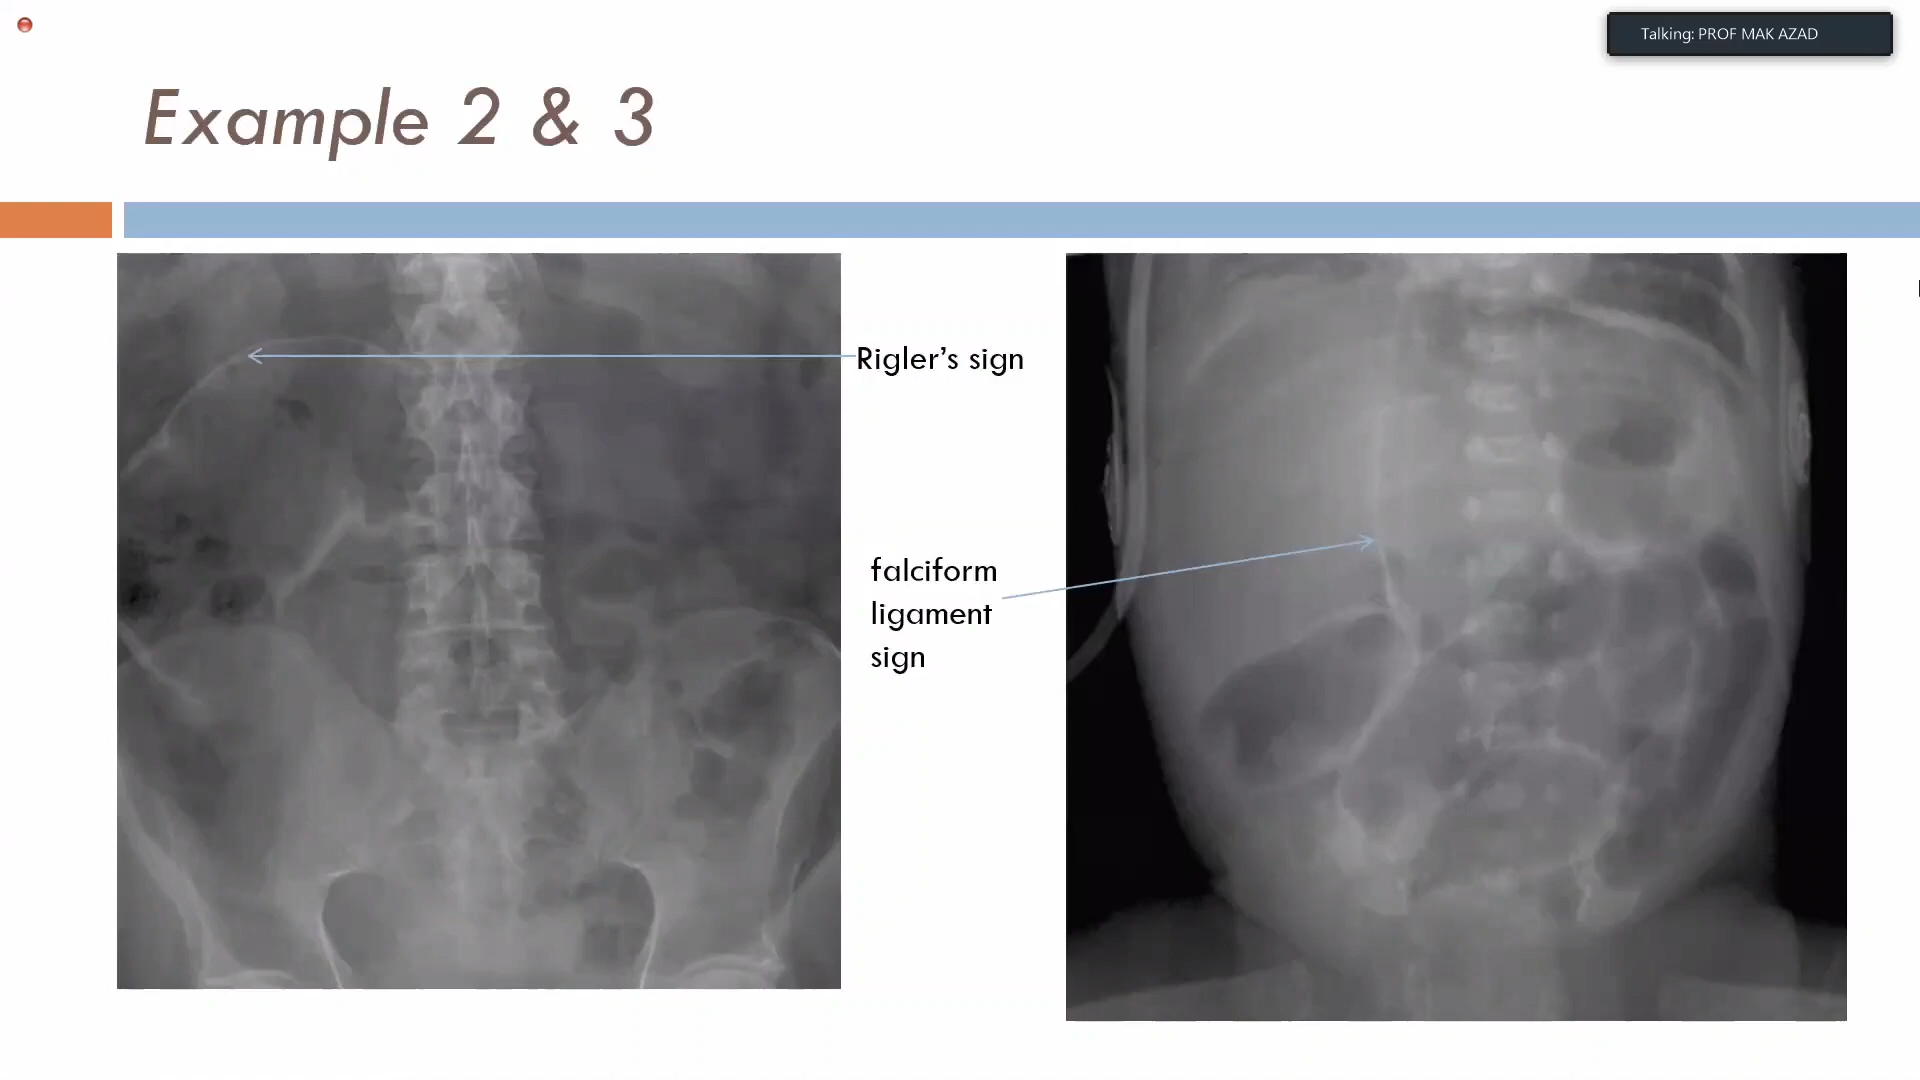 Talking: PROF MAK AZAD
Example 2 & 3
Rigler’s sign
falciform
ligament
sign